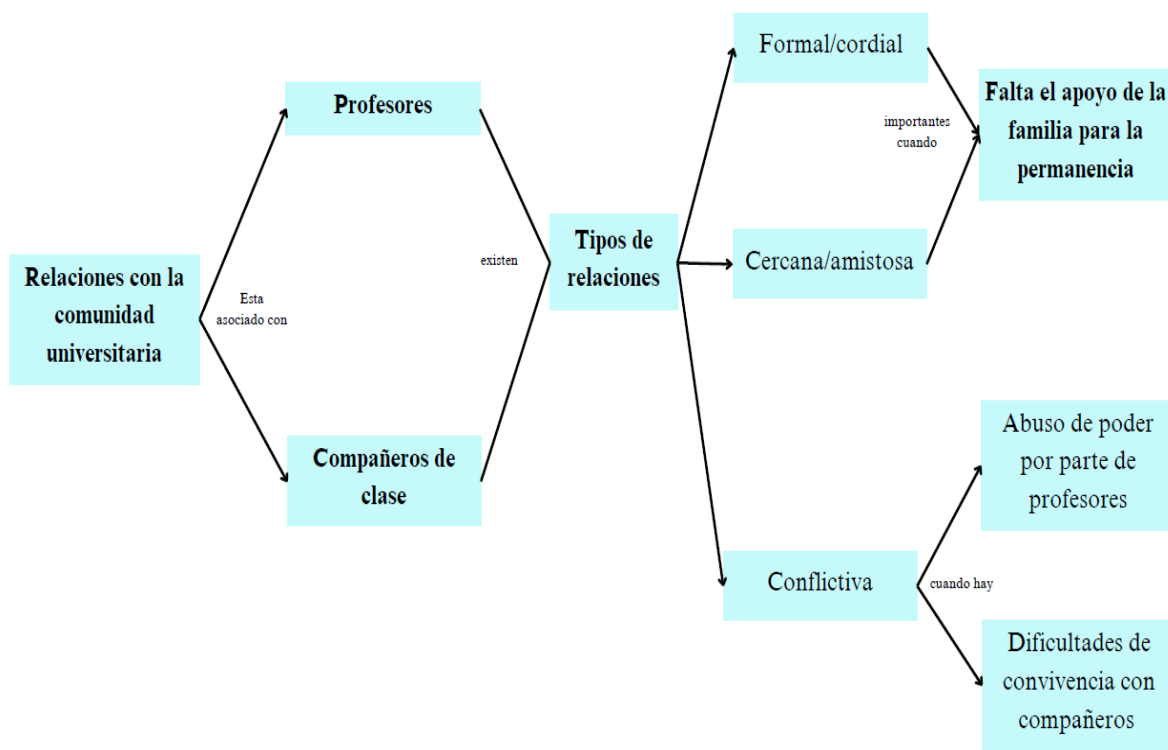 Relaciones con la
comunidad
universitaria
Esta
asociado con
Profesores
Compañeros de
clase
existen
Tipos de
relaciones
Formal/cordial
Cercana/amistosa
importantes
cuando
Falta el apoyo de la
familia para la
permanencia
Conflictiva
cuando hay
Abuso de poder
por parte de
profesores
Dificultades de
convivencia con
compañeros